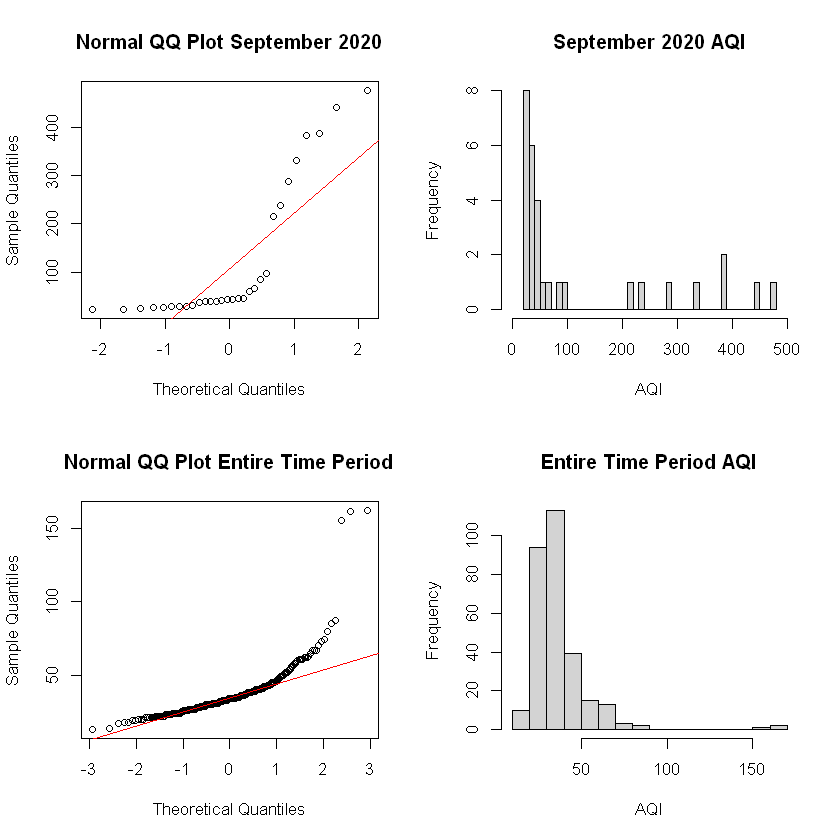 Normal QQ Plot September 2020
Sample Quantiles
100 200 300 400
-2 -1 0 1 2
Theoretical Quantiles
September 2020 AQI
Frequency
0 2 4 6 8
0 100 200 300 400 500
AQI
Normal QQ Plot Entire Time Period
Sample Quantiles
50 100 150
-3 -2 -1 0 1 2 3
Theoretical Quantiles
Entire Time Period AQI
Frequency
0 20 40 60 80 100
50 100 150
AQI